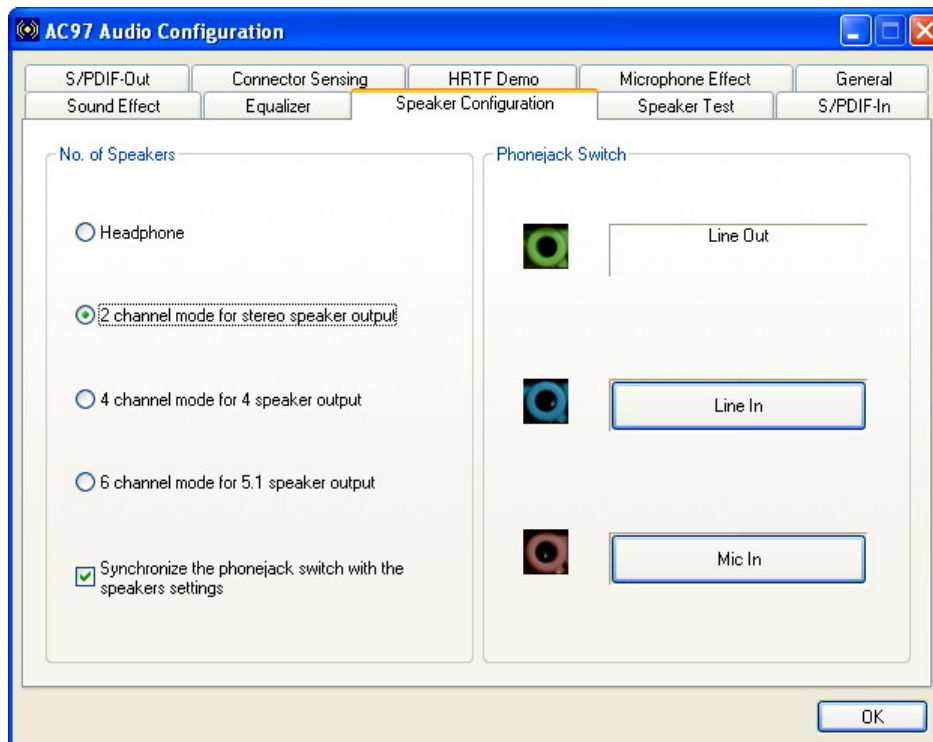 AC97 Audio Configuration
S/PDIF-Out
Connector Sensing
HRTF Demo
Microphone Effect
General
Sound Effect
Equalizer
Speaker Configuration
Speaker Test
S/PDIF-In
No. of Speakers
Headphone
2 channel mode for stereo speaker output
4 channel mode for 4 speaker output
6 channel mode for 5.1 speaker output
Synchronize the phonejack switch with the
speakers settings
Phonejack Switch
Line Out
Line In
Mic In
OK